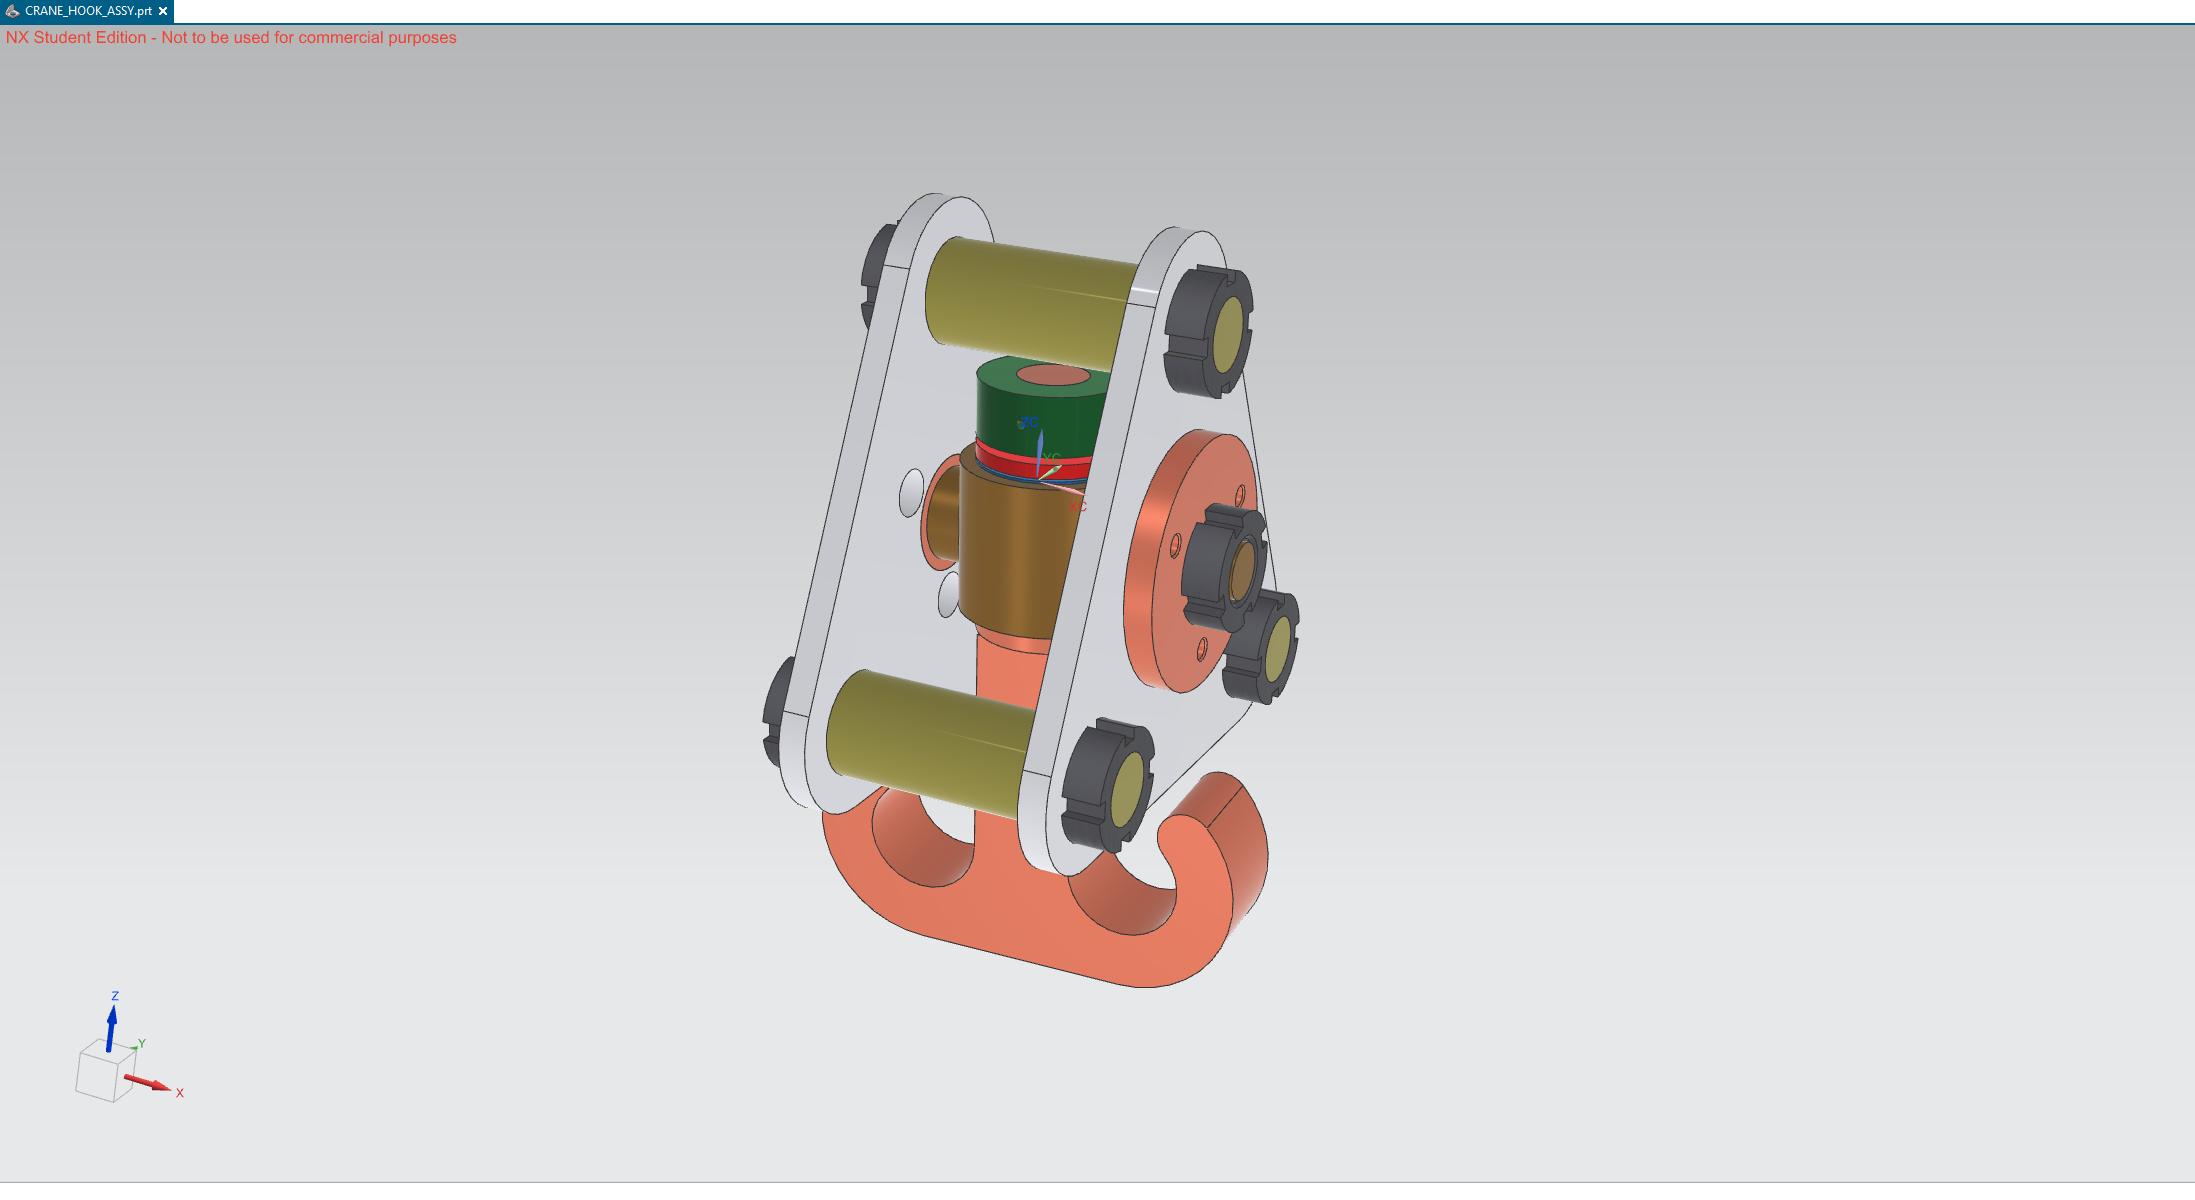 CRANE_HOOK_ASSY.prt
NX Student Edition - Not to be used for commercial purposes
ZC
YC
XC
Z
Y
X